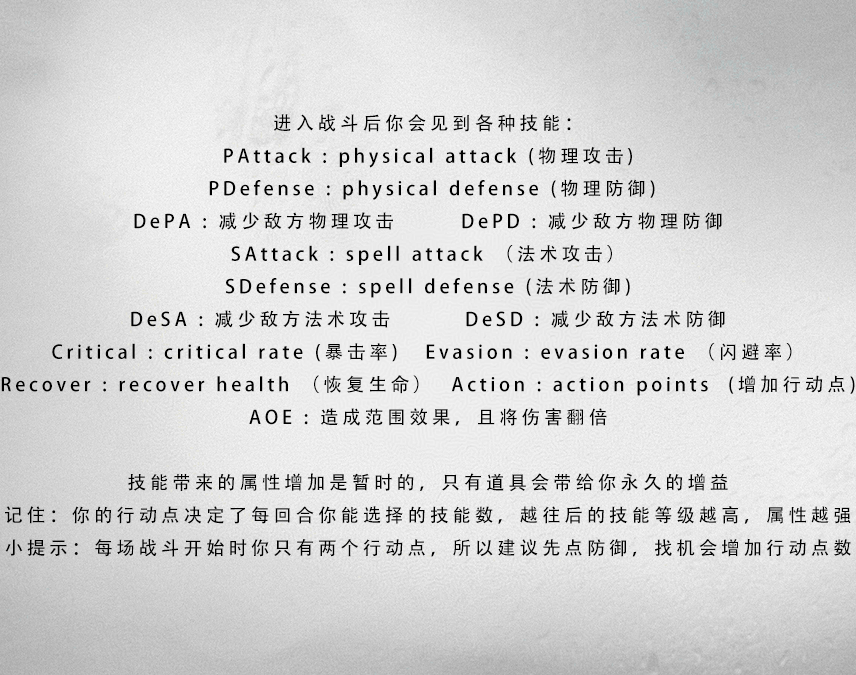 进入战斗后你会见到各种技能：
PAttack : physical attack (物理攻击)
PDefense : physical defense (物理防御)
DePA : 减少敌方物理攻击 DePD : 减少敌方物理防御
SAttack : spell attack （法术攻击）
SDefense : spell defense (法术防御)
DeSA : 减少敌方法术攻击 DeSD : 减少敌方法术防御
Critical : critical rate (暴击率) Evasion : evasion rate （闪避率）
Recover : recover health （恢复生命） Action : action points (增加行动点)
AOE : 造成范围效果，且将伤害翻倍
技能带来的属性增加是暂时的，只有道具会带给你永久的增益
记住：你的行动点决定了每回合你能选择的技能数，越往后的技能等级越高，属性越强
小提示：每场战斗开始时你只有两个行动点，所以建议先点防御，找机会增加行动点数